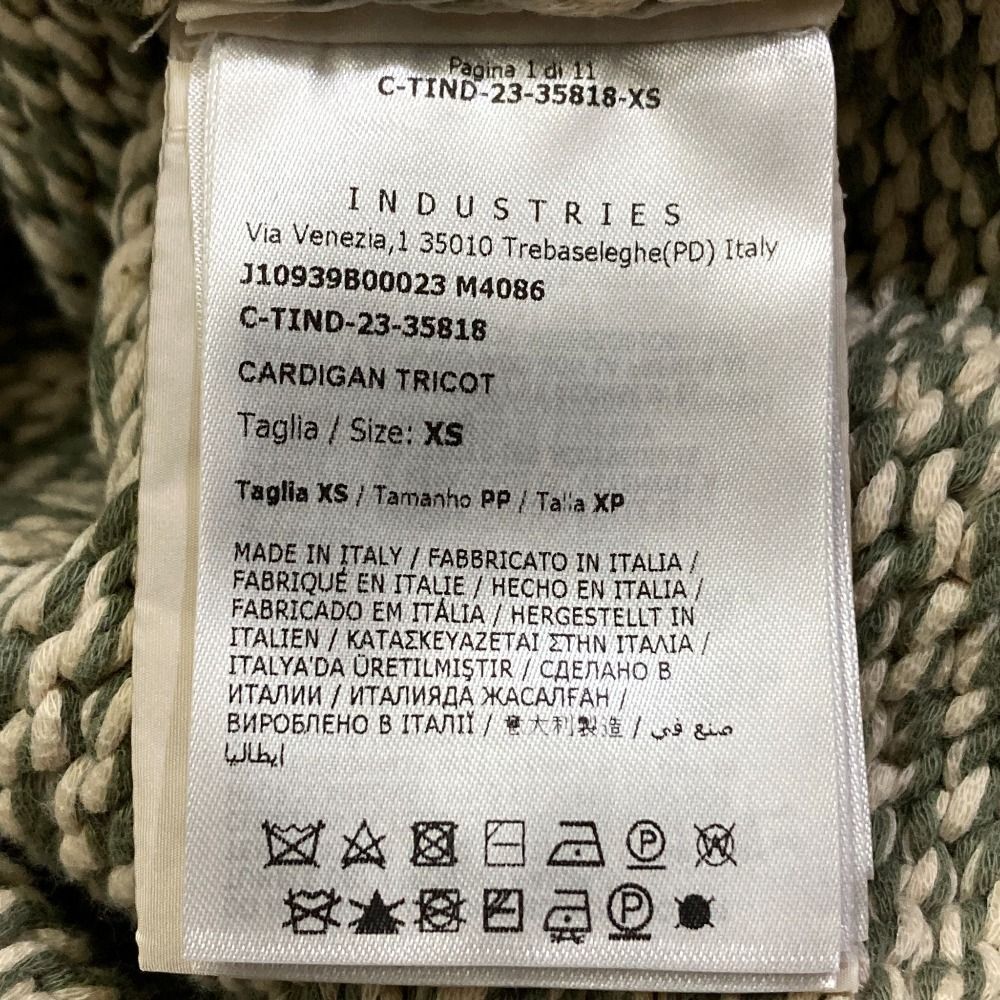 Pagina 1 di 11
C-TIND-23-35818-XS
INDUSTRIES
Via Venezia,1 35010 Trebaseleghe(PD) Italy
J10939B00023 M4086
C-TIND-23-35818
CARDIGAN TRICOT
Taglia / Size: XS
Taglia XS / Tamanho PP / Talla XP
MADE IN ITALY / FABBRICATO IN ITALIA /
FABRIQUÉ EN ITALIE / HECHO EN ITALIA /
FABRICADO EM ITÁLIA / HERGESTELLT IN
ITALIEN / ΚΑΤΑΣΚΕΥΑΖΕΤΑΙ ΣΤΗΝ ΙΤΑΛΙΑ /
ITALYA'DA ÜRETILMIŞTIR / СДЕЛАНО В
ИТАЛИИ / ИТАЛИЯДА ЖАСАЛҒАН /
ВИРОБЛЕНО В ІТАЛІЇ / 意大利製造 / صنع في
ايطاليا
P
W
P